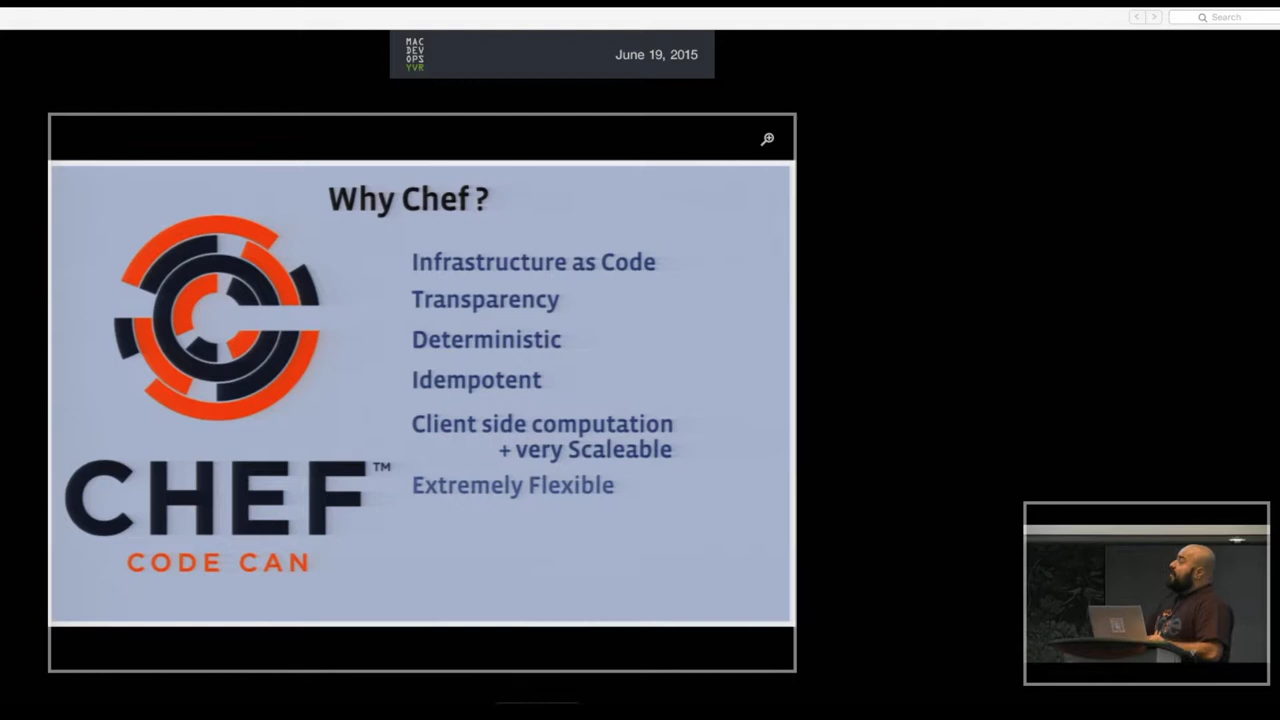 Search
MAC
DEV
OPS
YVR
June 19, 2015
Why Chef ?
Infrastructure as Code
Transparency
Deterministic
Idempotent
Client side computation
+ very Scaleable
Extremely Flexible
CHEF™
CODE CAN